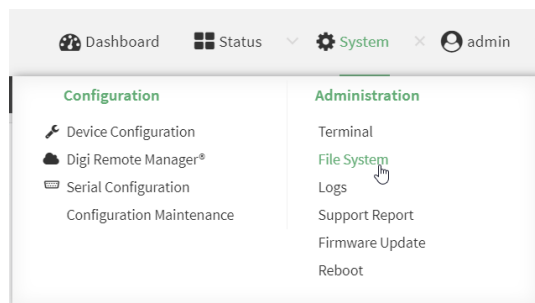 Dashboard Status System admin
Configuration
Device Configuration
Digi Remote Manager®
Serial Configuration
Configuration Maintenance
Administration
Terminal
File System
Logs
Support Report
Firmware Update
Reboot